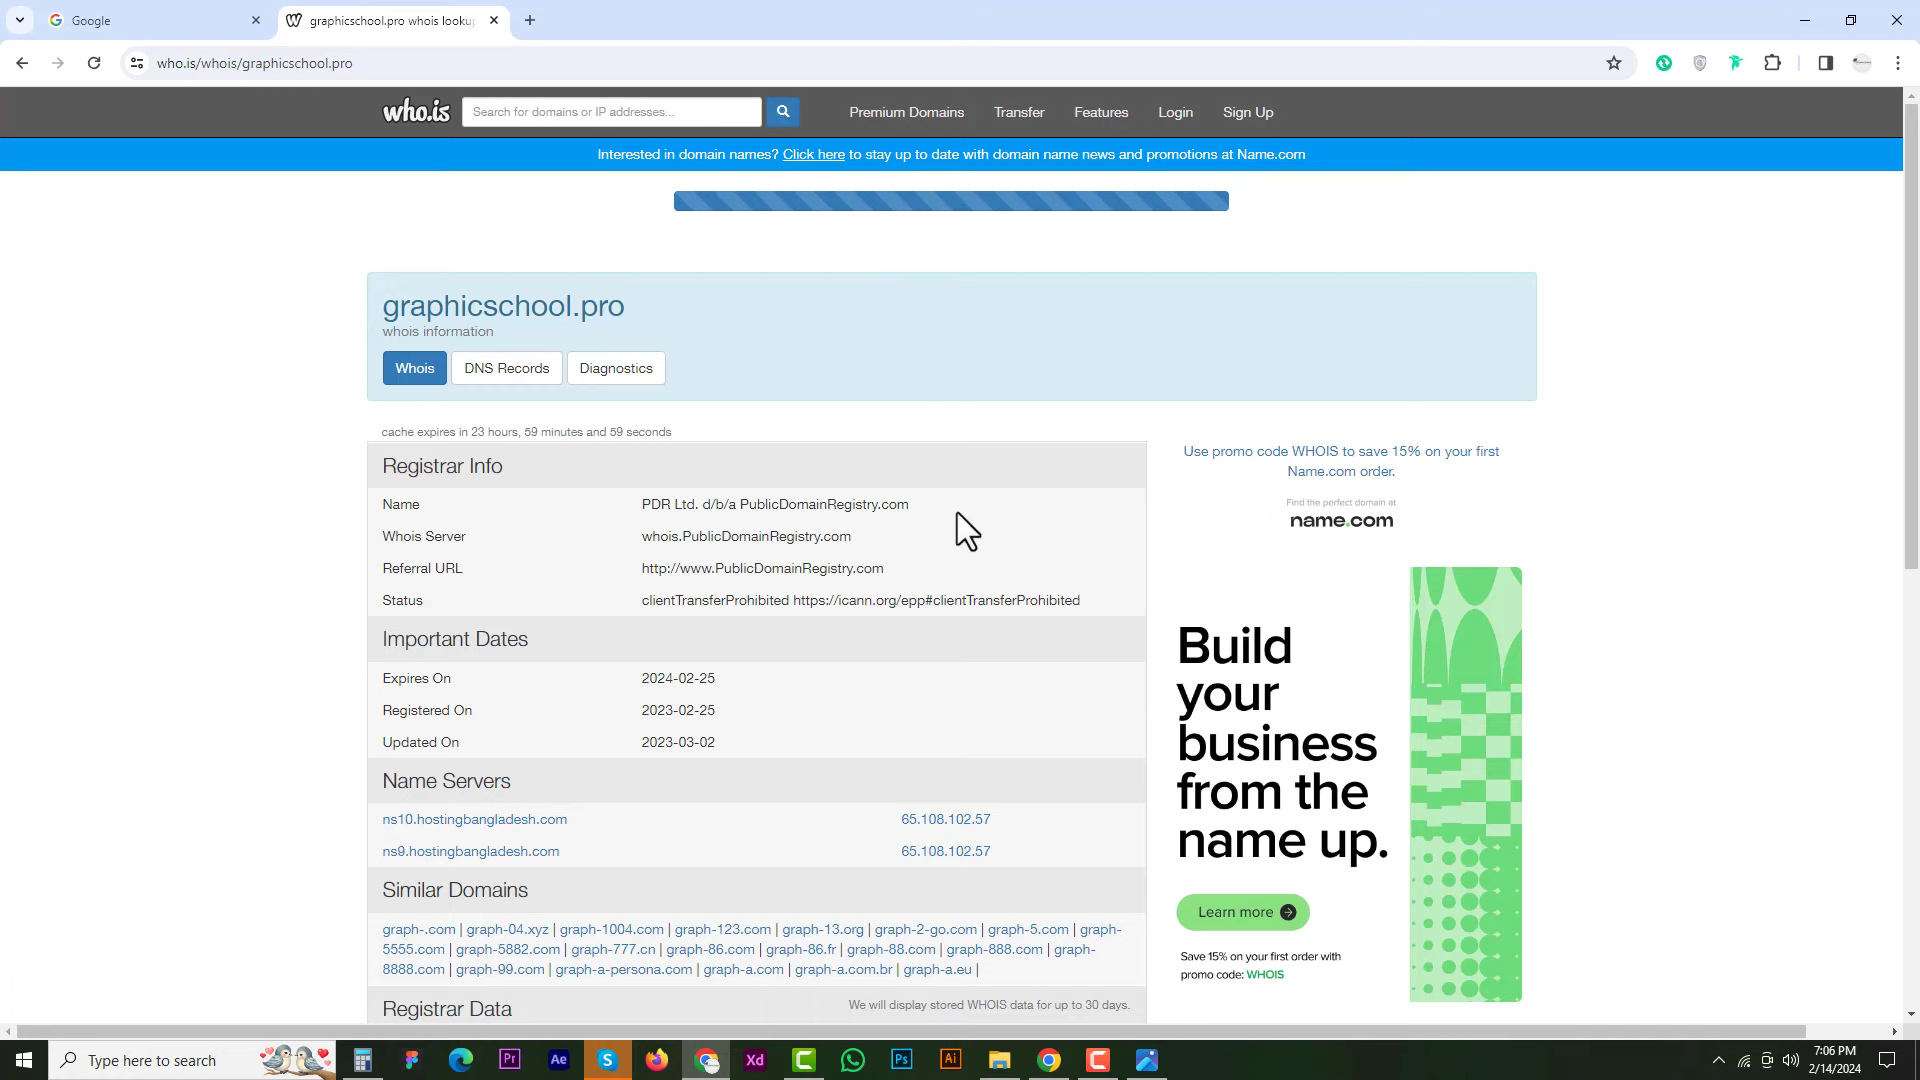 Google
graphicschool.pro whois lookup
who.is/whois/graphicschool.pro
who.is
Search for domains or IP addresses...
Premium Domains
Transfer
Features
Login
Sign Up
Interested in domain names? Click here to stay up to date with domain name news and promotions at Name.com
graphicschool.pro
whois information
Whois
DNS Records
Diagnostics
cache expires in 23 hours, 59 minutes and 59 seconds
Registrar Info
Name PDR Ltd. d/b/a PublicDomainRegistry.com
Whois Server whois.PublicDomainRegistry.com
Referral URL http://www.PublicDomainRegistry.com
Status clientTransferProhibited https://icann.org/epp#clientTransferProhibited
Important Dates
Expires On 2024-02-25
Registered On 2023-02-25
Updated On 2023-03-02
Name Servers
ns10.hostingbangladesh.com 65.108.102.57
ns9.hostingbangladesh.com 65.108.102.57
Similar Domains
graph-.com | graph-04.xyz | graph-1004.com | graph-123.com | graph-13.org | graph-2-go.com | graph-5.com | graph-
5555.com | graph-5882.com | graph-777.cn | graph-86.com | graph-86.fr | graph-88.com | graph-888.com | graph-
8888.com | graph-99.com | graph-a-persona.com | graph-a.com | graph-a.com.br | graph-a.eu |
Registrar Data
We will display stored WHOIS data for up to 30 days.
Use promo code WHOIS to save 15% on your first
Name.com order.
Find the perfect domain at
name.com
Build
your
business
from the
name up.
Learn more
Save 15% on your first order with
promo code: WHOIS
Type here to search
Pr
Ae
S
Xd
Ps
Ai
7:06 PM
2/14/2024